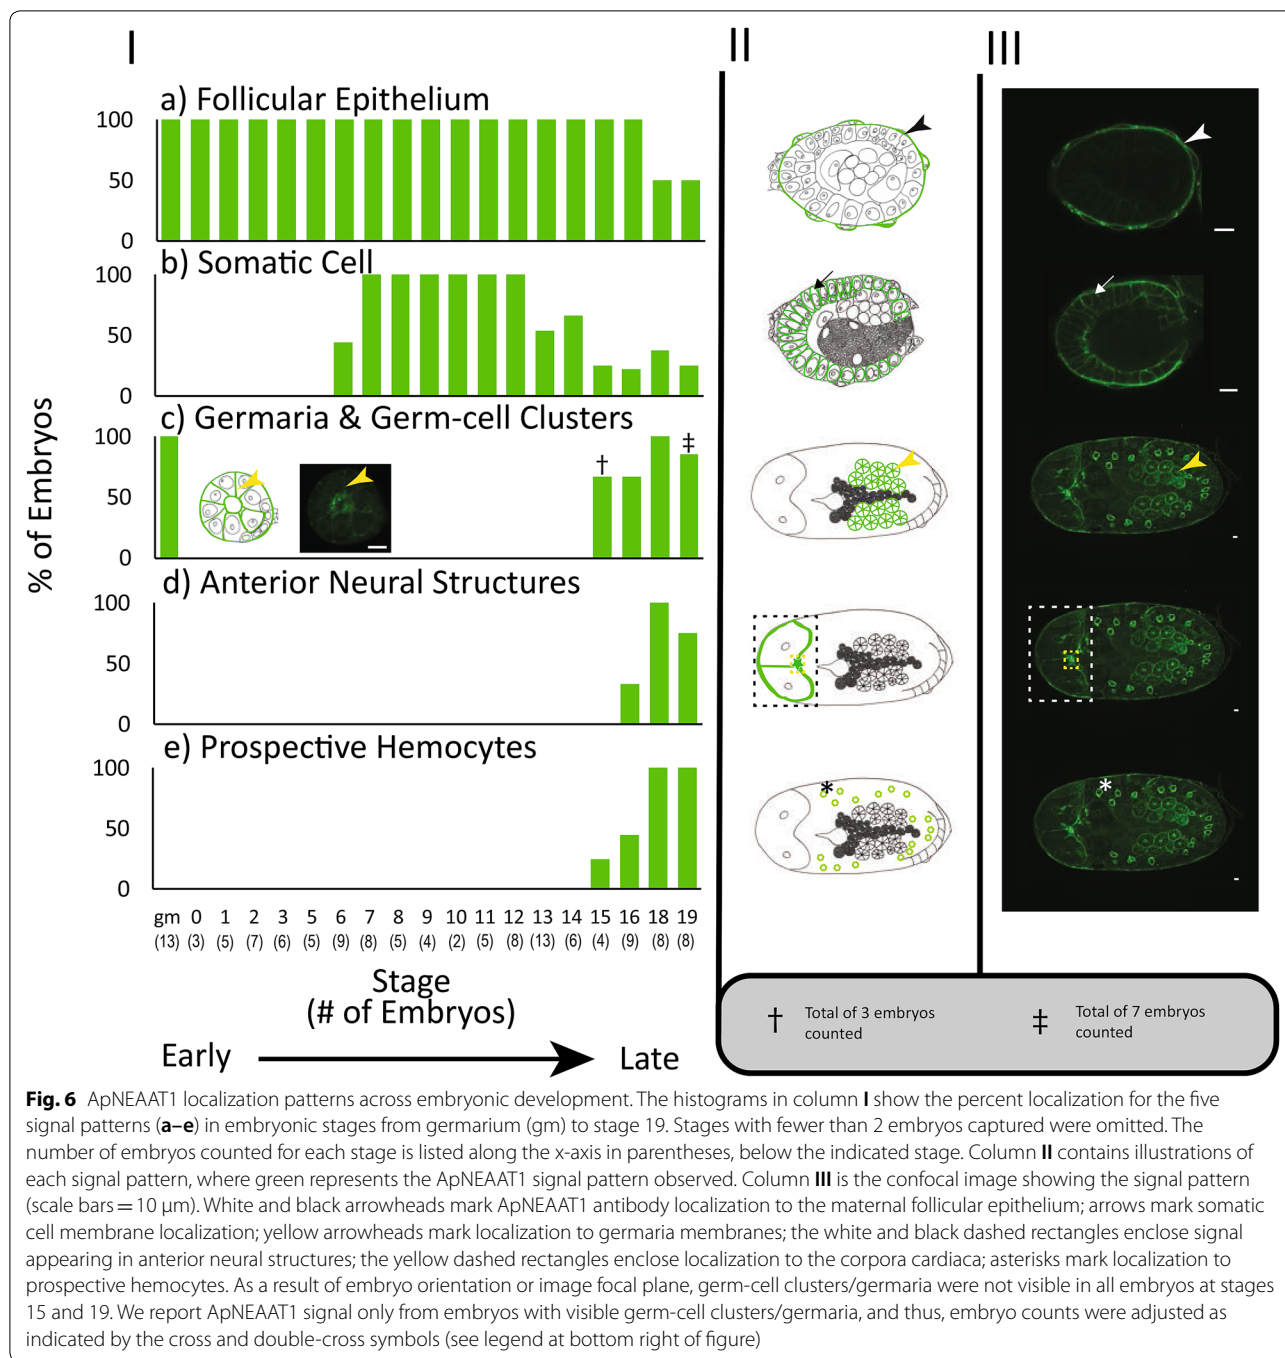 I
II
III
a) Follicular Epithelium
100
50
0
b) Somatic Cell
100
50
0
c) Germaria & Germ-cell Clusters
100
50
0
†
‡
d) Anterior Neural Structures
100
50
0
e) Prospective Hemocytes
100
50
0
*
*
% of Embryos
gm 0 1 2 3 5 6 7 8 9 10 11 12 13 14 15 16 18 19
(13) (3) (5) (7) (6) (5) (9) (8) (5) (4) (2) (5) (8) (13) (6) (4) (9) (8) (8)
Stage
(# of Embryos)
Early Late
† Total of 3 embryos
counted
‡ Total of 7 embryos
counted
Fig. 6 ApNEAAT1 localization patterns across embryonic development. The histograms in column I show the percent localization for the five
signal patterns (a–e) in embryonic stages from germarium (gm) to stage 19. Stages with fewer than 2 embryos captured were omitted. The
number of embryos counted for each stage is listed along the x-axis in parentheses, below the indicated stage. Column II contains illustrations of
each signal pattern, where green represents the ApNEAAT1 signal pattern observed. Column III is the confocal image showing the signal pattern
(scale bars = 10 μm). White and black arrowheads mark ApNEAAT1 antibody localization to the maternal follicular epithelium; arrows mark somatic
cell membrane localization; yellow arrowheads mark localization to germaria membranes; the white and black dashed rectangles enclose signal
appearing in anterior neural structures; the yellow dashed rectangles enclose localization to the corpora cardiaca; asterisks mark localization to
prospective hemocytes. As a result of embryo orientation or image focal plane, germ-cell clusters/germaria were not visible in all embryos at stages
15 and 19. We report ApNEAAT1 signal only from embryos with visible germ-cell clusters/germaria, and thus, embryo counts were adjusted as
indicated by the cross and double-cross symbols (see legend at bottom right of figure)